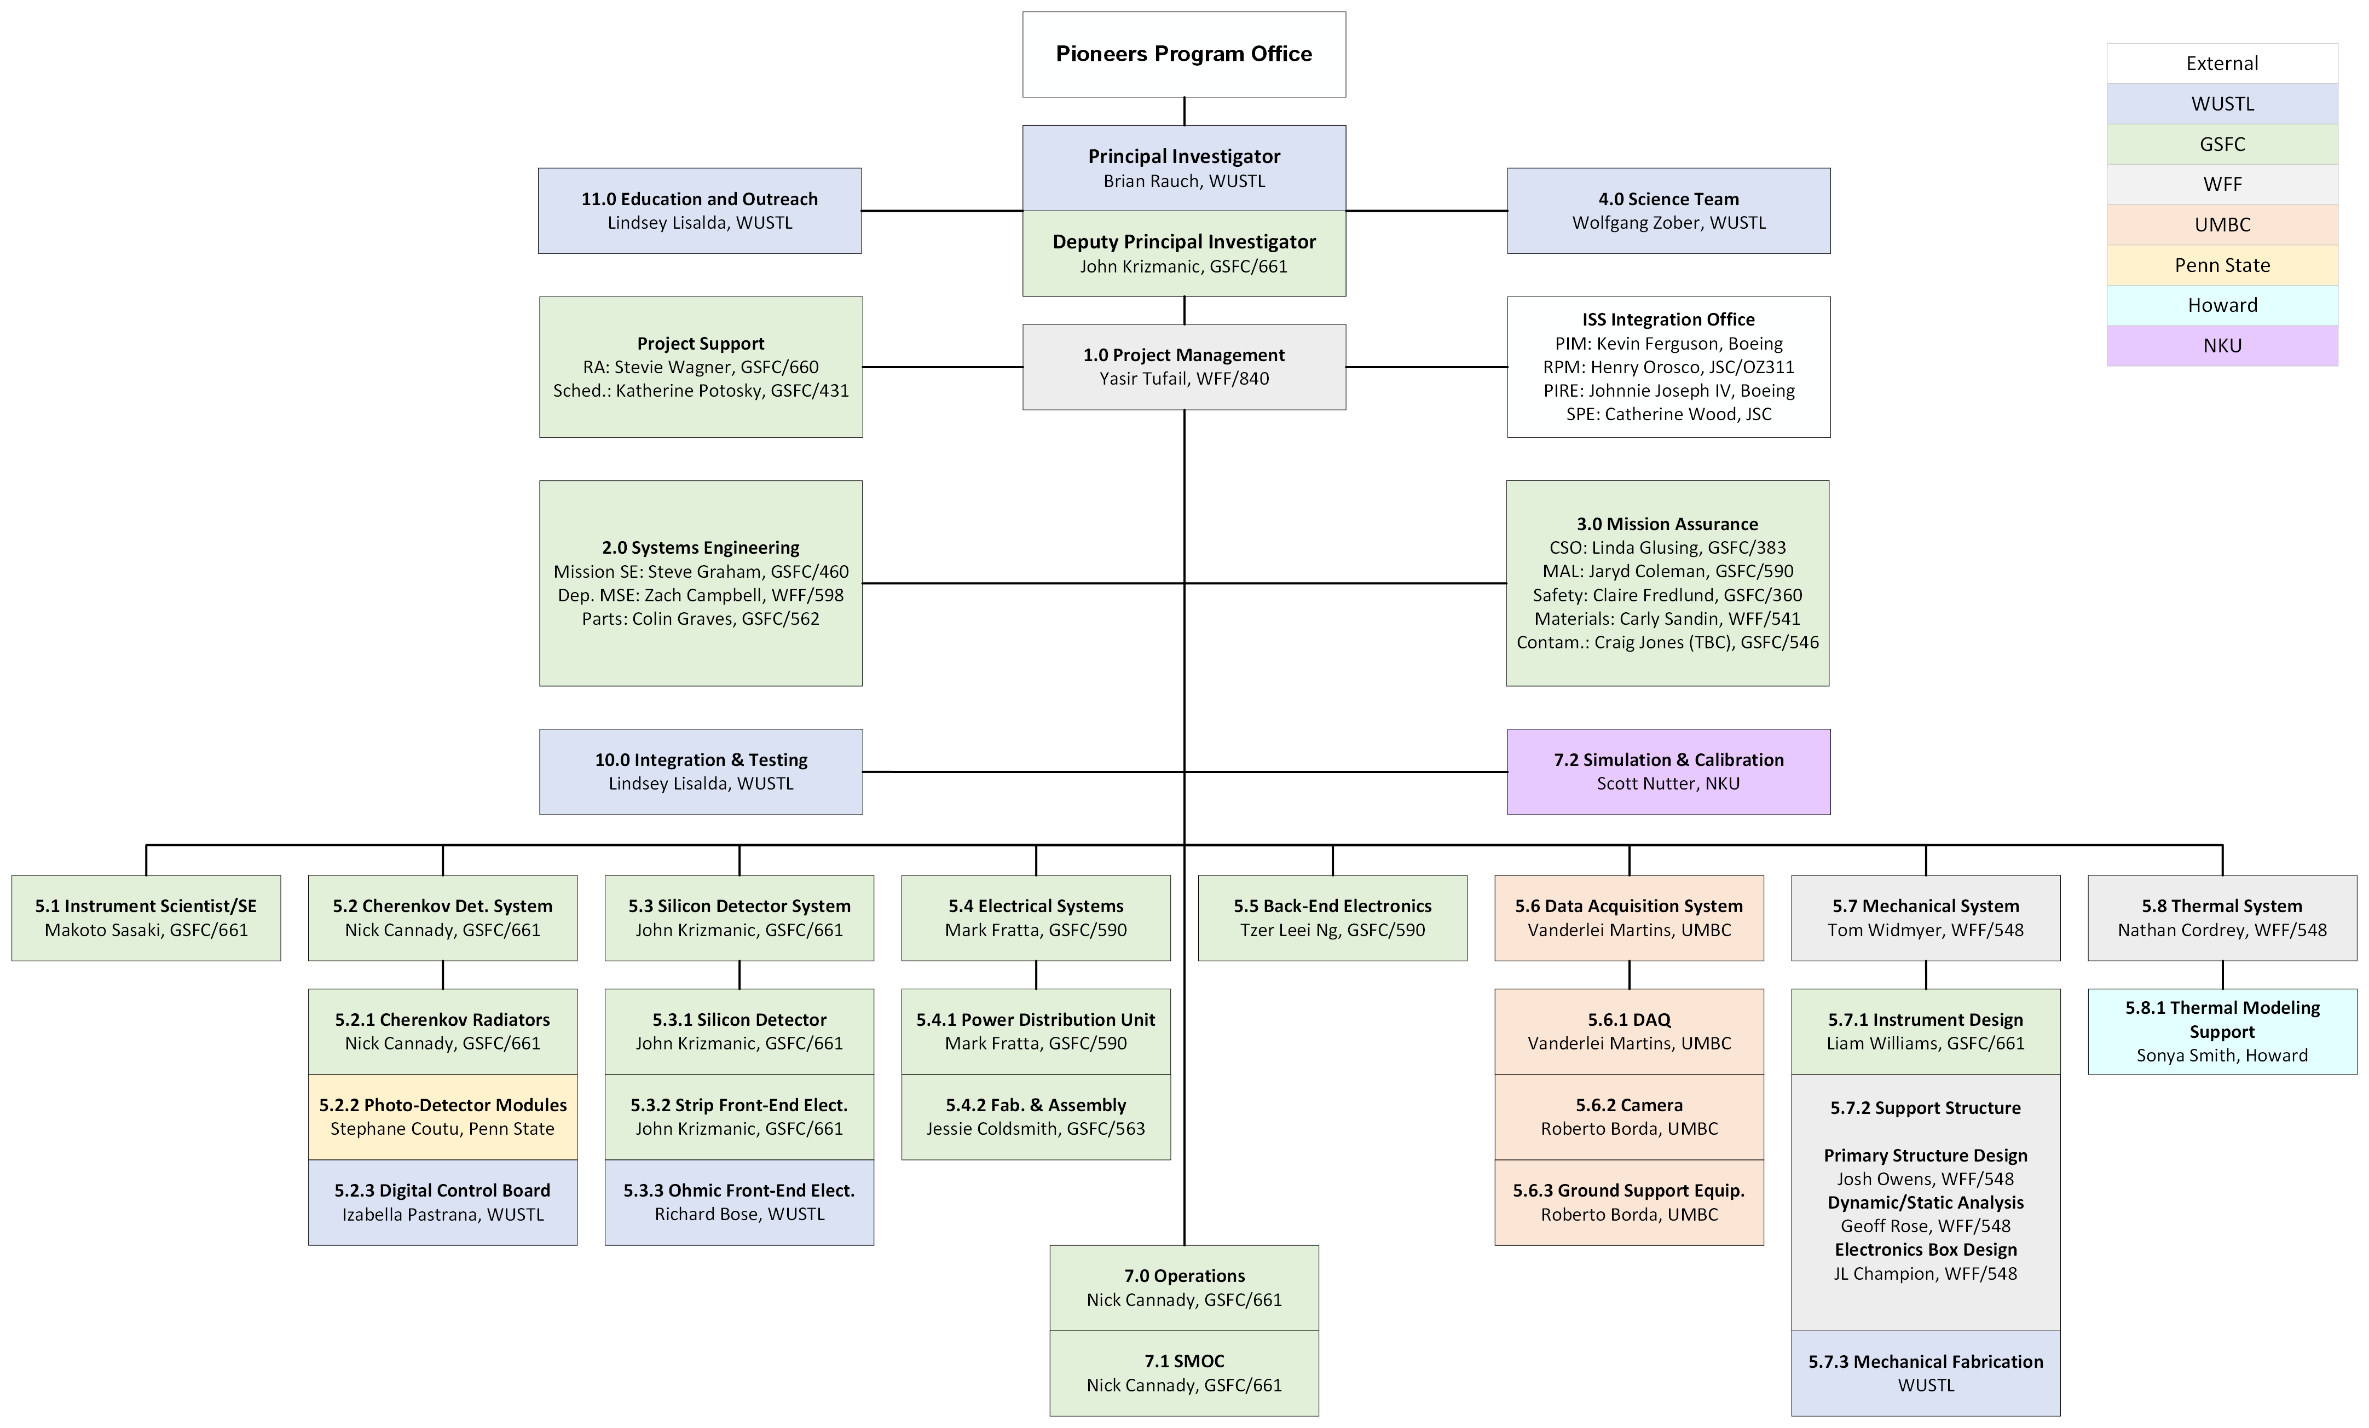 Pioneers Program Office
External
WUSTL
GSFC
WFF
UMBC
Penn State
Howard
NKU
Principal Investigator
Brian Rauch, WUSTL
Deputy Principal Investigator
John Krizmanic, GSFC/661
11.0 Education and Outreach
Lindsey Lisalda, WUSTL
4.0 Science Team
Wolfgang Zober, WUSTL
Project Support
RA: Stevie Wagner, GSFC/660
Sched.: Katherine Potosky, GSFC/431
1.0 Project Management
Yasir Tufail, WFF/840
ISS Integration Office
PIM: Kevin Ferguson, Boeing
RPM: Henry Orosco, JSC/OZ311
PIRE: Johnnie Joseph IV, Boeing
SPE: Catherine Wood, JSC
2.0 Systems Engineering
Mission SE: Steve Graham, GSFC/460
Dep. MSE: Zach Campbell, WFF/598
Parts: Colin Graves, GSFC/562
3.0 Mission Assurance
CSO: Linda Glusing, GSFC/383
MAL: Jaryd Coleman, GSFC/590
Safety: Claire Fredlund, GSFC/360
Materials: Carly Sandin, WFF/541
Contam.: Craig Jones (TBC), GSFC/546
10.0 Integration & Testing
Lindsey Lisalda, WUSTL
7.2 Simulation & Calibration
Scott Nutter, NKU
5.1 Instrument Scientist/SE
Makoto Sasaki, GSFC/661
5.2 Cherenkov Det. System
Nick Cannady, GSFC/661
5.3 Silicon Detector System
John Krizmanic, GSFC/661
5.4 Electrical Systems
Mark Fratta, GSFC/590
5.5 Back-End Electronics
Tzer Leei Ng, GSFC/590
5.6 Data Acquisition System
Vanderlei Martins, UMBC
5.7 Mechanical System
Tom Widmyer, WFF/548
5.8 Thermal System
Nathan Cordrey, WFF/548
5.2.1 Cherenkov Radiators
Nick Cannady, GSFC/661
5.2.2 Photo-Detector Modules
Stephane Coutu, Penn State
5.2.3 Digital Control Board
Izabella Pastrana, WUSTL
5.3.1 Silicon Detector
John Krizmanic, GSFC/661
5.3.2 Strip Front-End Elect.
John Krizmanic, GSFC/661
5.3.3 Ohmic Front-End Elect.
Richard Bose, WUSTL
5.4.1 Power Distribution Unit
Mark Fratta, GSFC/590
5.4.2 Fab. & Assembly
Jessie Coldsmith, GSFC/563
5.6.1 DAQ
Vanderlei Martins, UMBC
5.6.2 Camera
Roberto Borda, UMBC
5.6.3 Ground Support Equip.
Roberto Borda, UMBC
5.7.1 Instrument Design
Liam Williams, GSFC/661
5.7.2 Support Structure
Primary Structure Design
Josh Owens, WFF/548
Dynamic/Static Analysis
Geoff Rose, WFF/548
Electronics Box Design
JL Champion, WFF/548
5.7.3 Mechanical Fabrication
WUSTL
5.8.1 Thermal Modeling
Support
Sonya Smith, Howard
7.0 Operations
Nick Cannady, GSFC/661
7.1 SMOC
Nick Cannady, GSFC/661